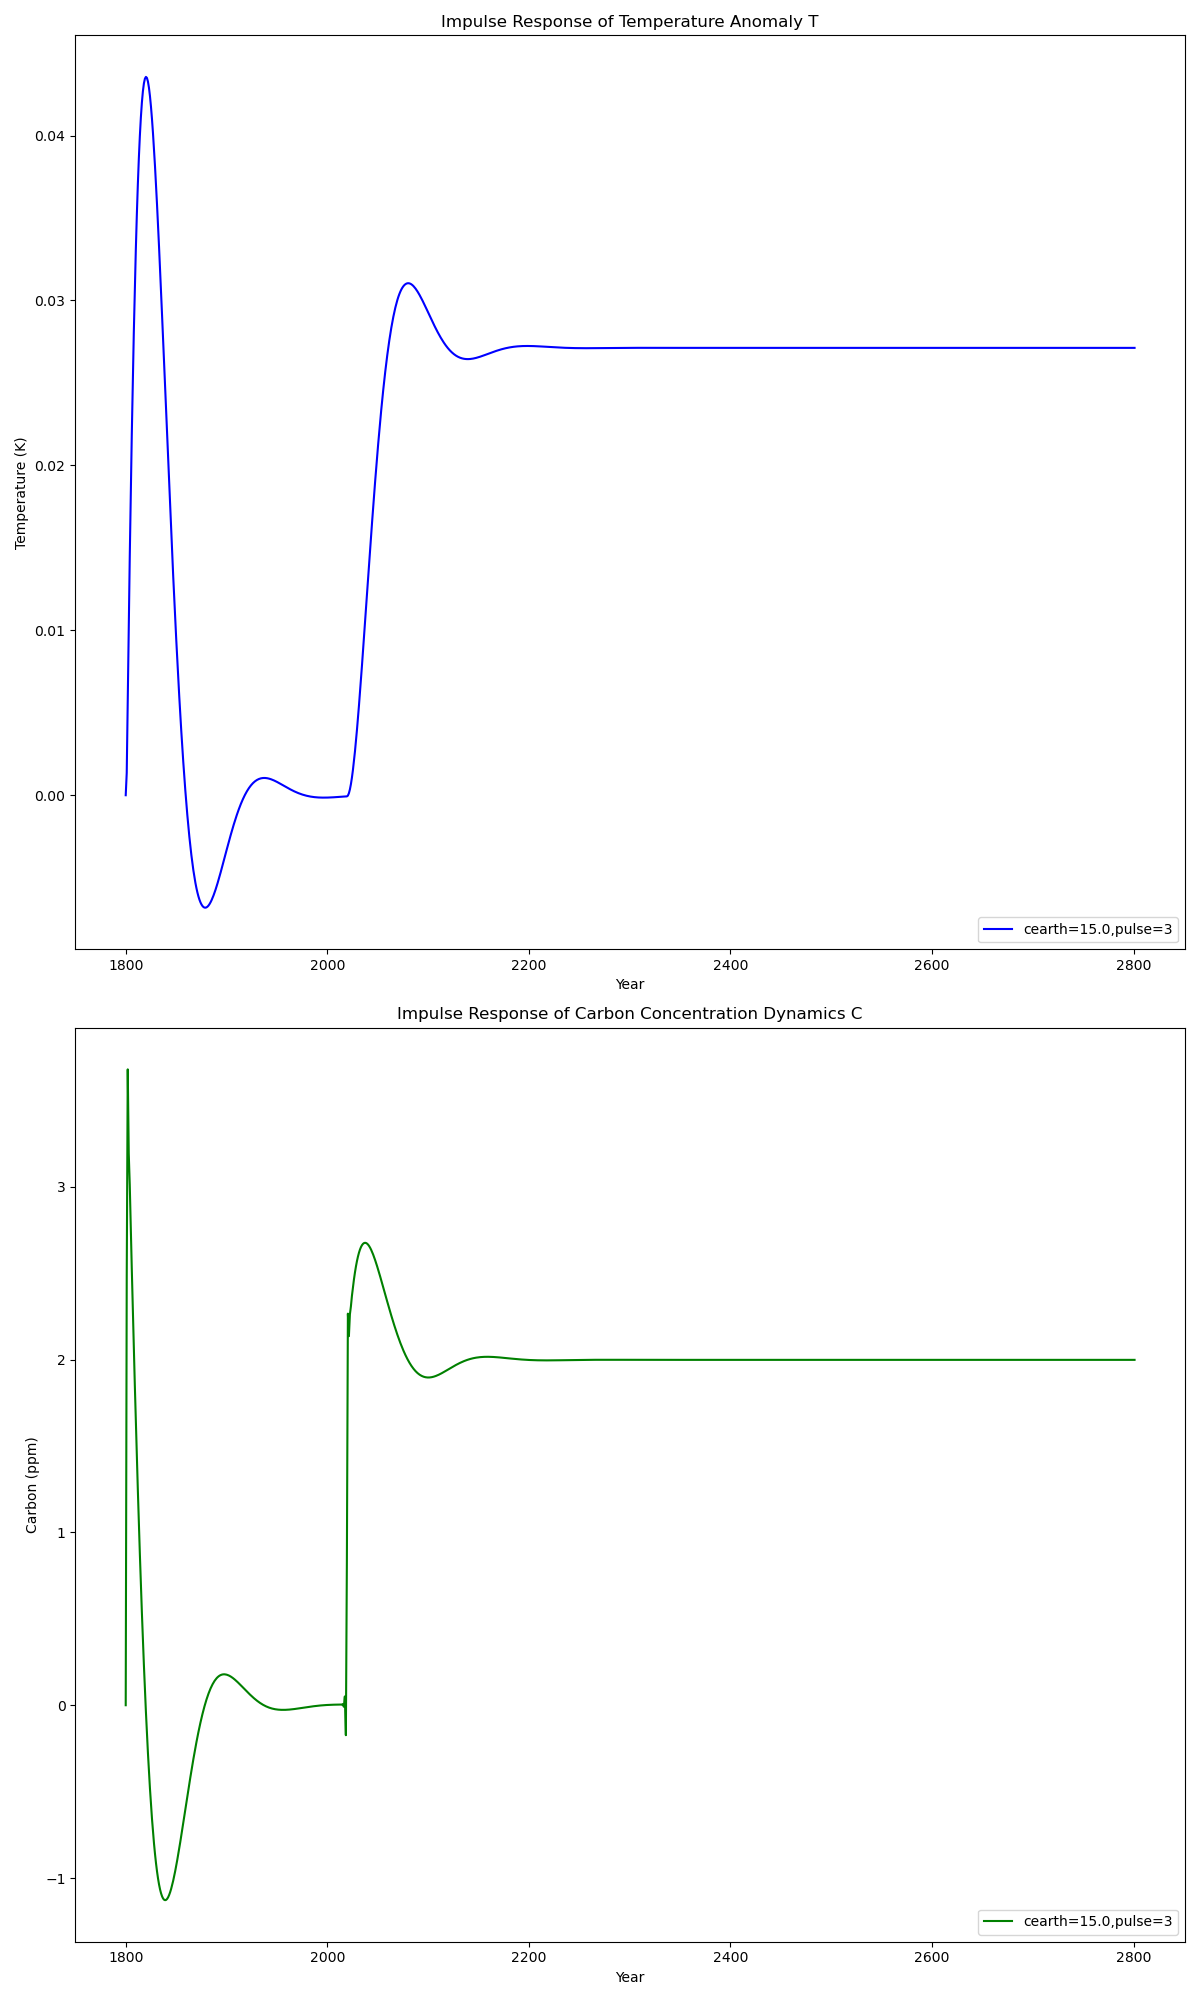 Impulse Response of Temperature Anomaly T
0.04
0.03
0.02
0.01
0.00
Temperature (K)
cearth=15.0,pulse=3
1800 2000 2200 2400 2600 2800
Year
Impulse Response of Carbon Concentration Dynamics C
3
2
1
0
−1
Carbon (ppm)
cearth=15.0,pulse=3
1800 2000 2200 2400 2600 2800
Year